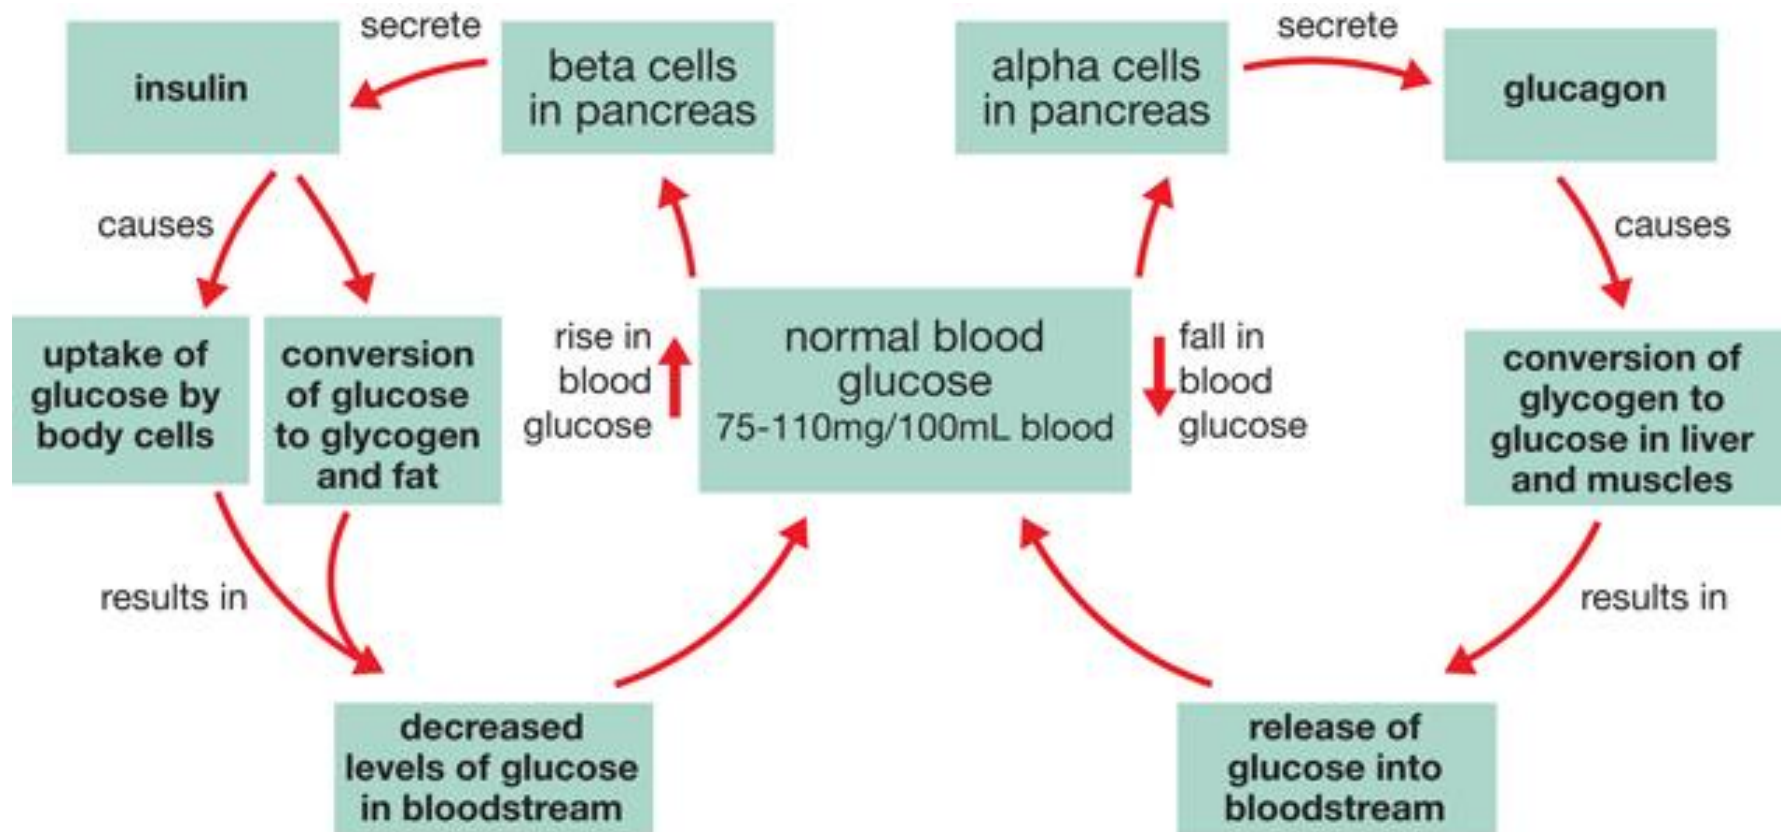 secrete
insulin
beta cells
in pancreas
alpha cells
in pancreas
secrete
glucagon
causes
causes
uptake of
glucose by
body cells
conversion
of glucose
to glycogen
and fat
rise in
blood
glucose
normal blood
glucose
75-110mg/100mL blood
fall in
blood
glucose
conversion of
glycogen to
glucose in liver
and muscles
results in
results in
decreased
levels of glucose
in bloodstream
release of
glucose into
bloodstream